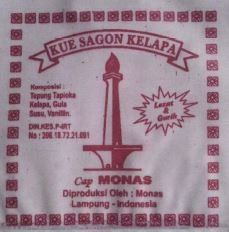 KUE SAGON KELAPA
Komposisi :
Tepung Tapioka
Kelapa, Gula
Susu, Vanillin.
DIN.KES.P-IRT
No : 206.18.72.21.091
Lezat &
Gurih
Cap MONAS
Diproduksi Oleh : Monas
Lampung - Indonesia